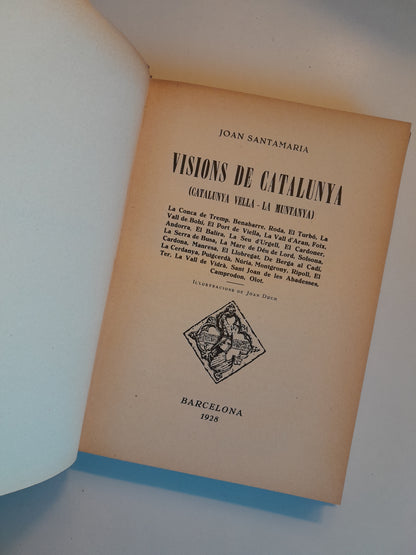 JOAN SANTAMARIA
VISIONS DE CATALUNYA
(CATALUNYA VELLA - LA MUNTANYA)
La Conca de Tremp. Benabarre, Roda, El Turbó. La
Vall de Bohí. El Port de Viella, La Vall d'Aran, Foix,
Andorra, El Balira. La Seu d'Urgell, El Cardoner,
La Serra de Busa, La Mare de Déu de Lord, Solsona,
Cardona, Manresa, El Llobregat, De Berga al Cadí,
La Cerdanya, Puigcerdà, Núria, Montgrony, Ripoll, El
Ter, La Vall de Vidrà, Sant Joan de les Abadesses,
Camprodon, Olot.
Illustracions de Joan Duch
BARCELONA
1928